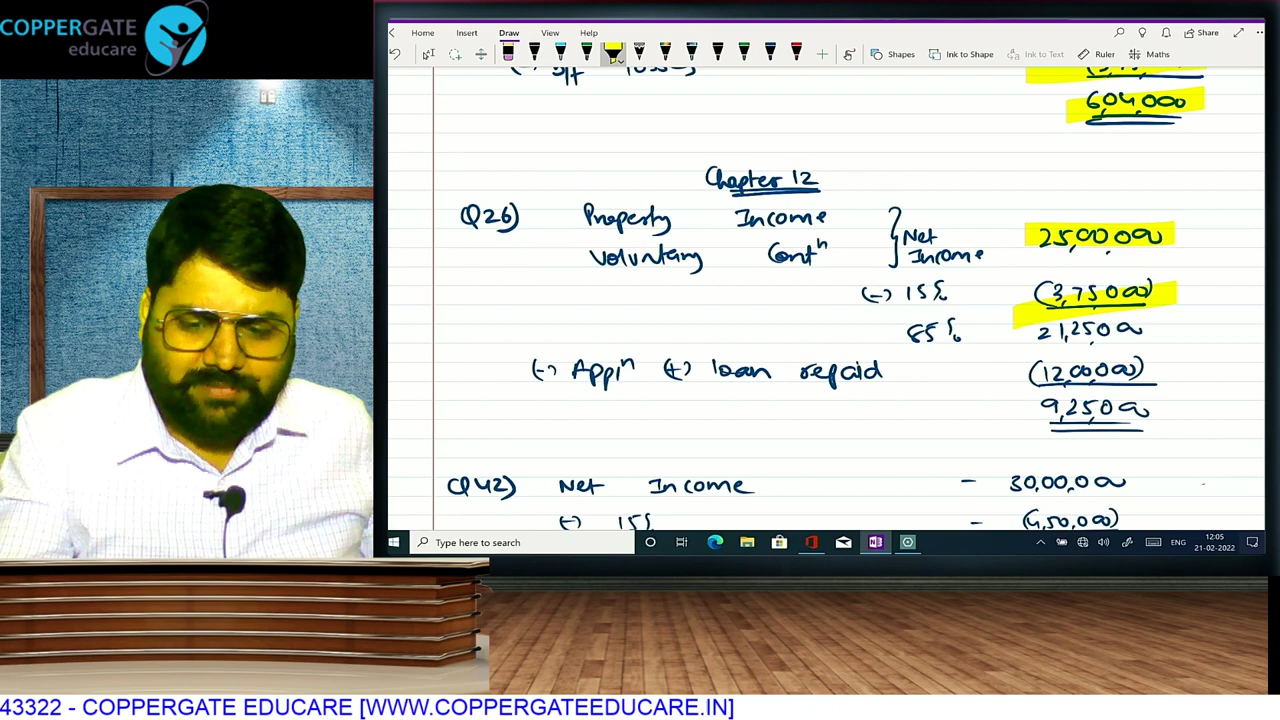 COPPERGATE
educare
Home Insert Draw View Help
Share
Shapes Ink to Shape Ink to Text Ruler Maths
6,04,000
Chapter 12
Q26) Property Income
Voluntary Contⁿ
Net Income
25,00,000
(-) 15% (3,75,000)
85% 21,25,000
(-) Applⁿ (+) loan repaid (12,00,000)
9,25,000
Q42) Net Income - 30,00,000
(-) 15% - (4,50,000)
Type here to search
ENG
12:05
21-02-2022
43322 - COPPERGATE EDUCARE [WWW.COPPERGATEEDUCARE.IN]